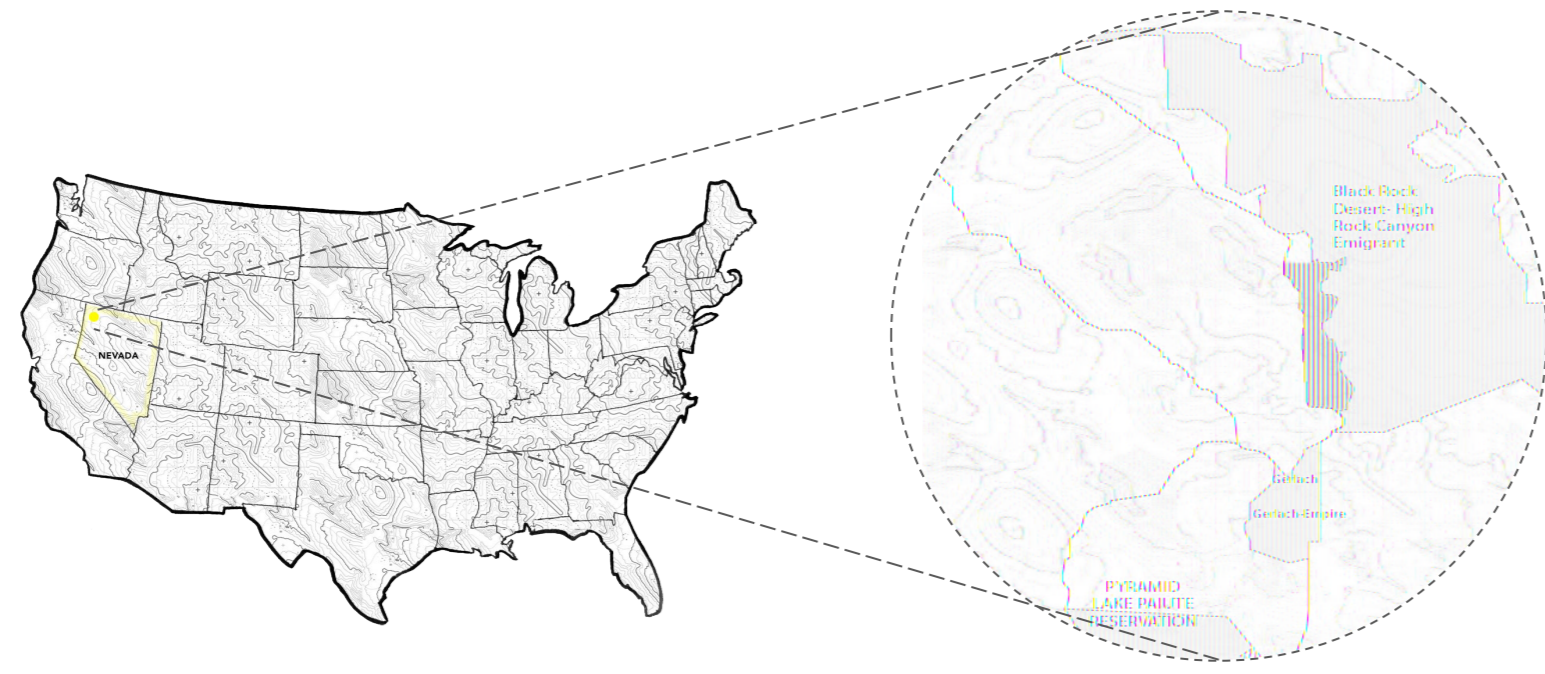 NEVADA
Black Rock
Desert- High
Rock Canyon
Emigrant
Gerlach
Gerlach-Empire
PYRAMID
LAKE PAIUTE
RESERVATION